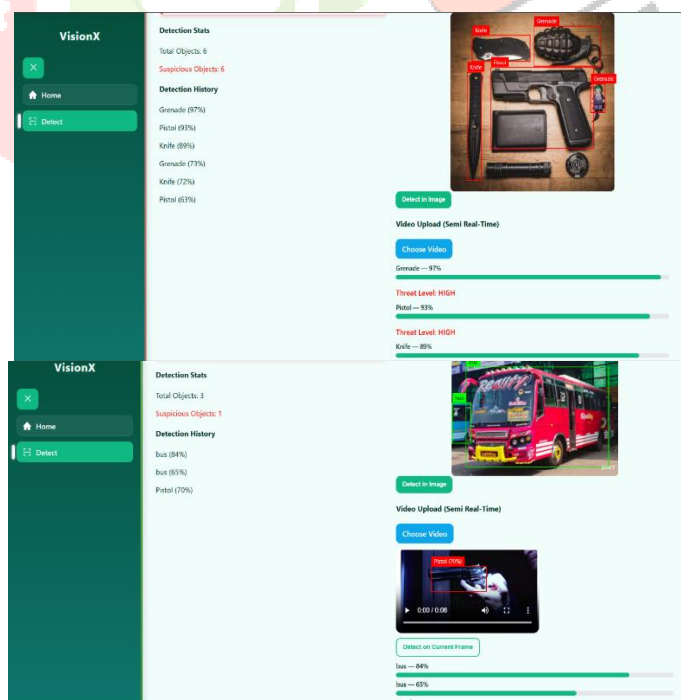 VisionX
×
Home
Detect
Detection Stats
Total Objects: 6
Suspicious Objects: 6
Detection History
Grenade (97%)
Pistol (93%)
Knife (89%)
Grenade (73%)
Knife (72%)
Pistol (63%)
Grenade
Knife
Knife
Pistol
Grenade
Detect in Image
Video Upload (Semi Real-Time)
Choose Video
Grenade — 97%
Threat Level: HIGH
Pistol — 93%
Threat Level: HIGH
Knife — 89%
VisionX
×
Home
Detect
Detection Stats
Total Objects: 3
Suspicious Objects: 1
Detection History
bus (84%)
bus (65%)
Pistol (70%)
REALITY
Detect in Image
Video Upload (Semi Real-Time)
Choose Video
Pistol (70%)
0:00 / 0:08
Detect on Current Frame
bus — 84%
bus — 65%